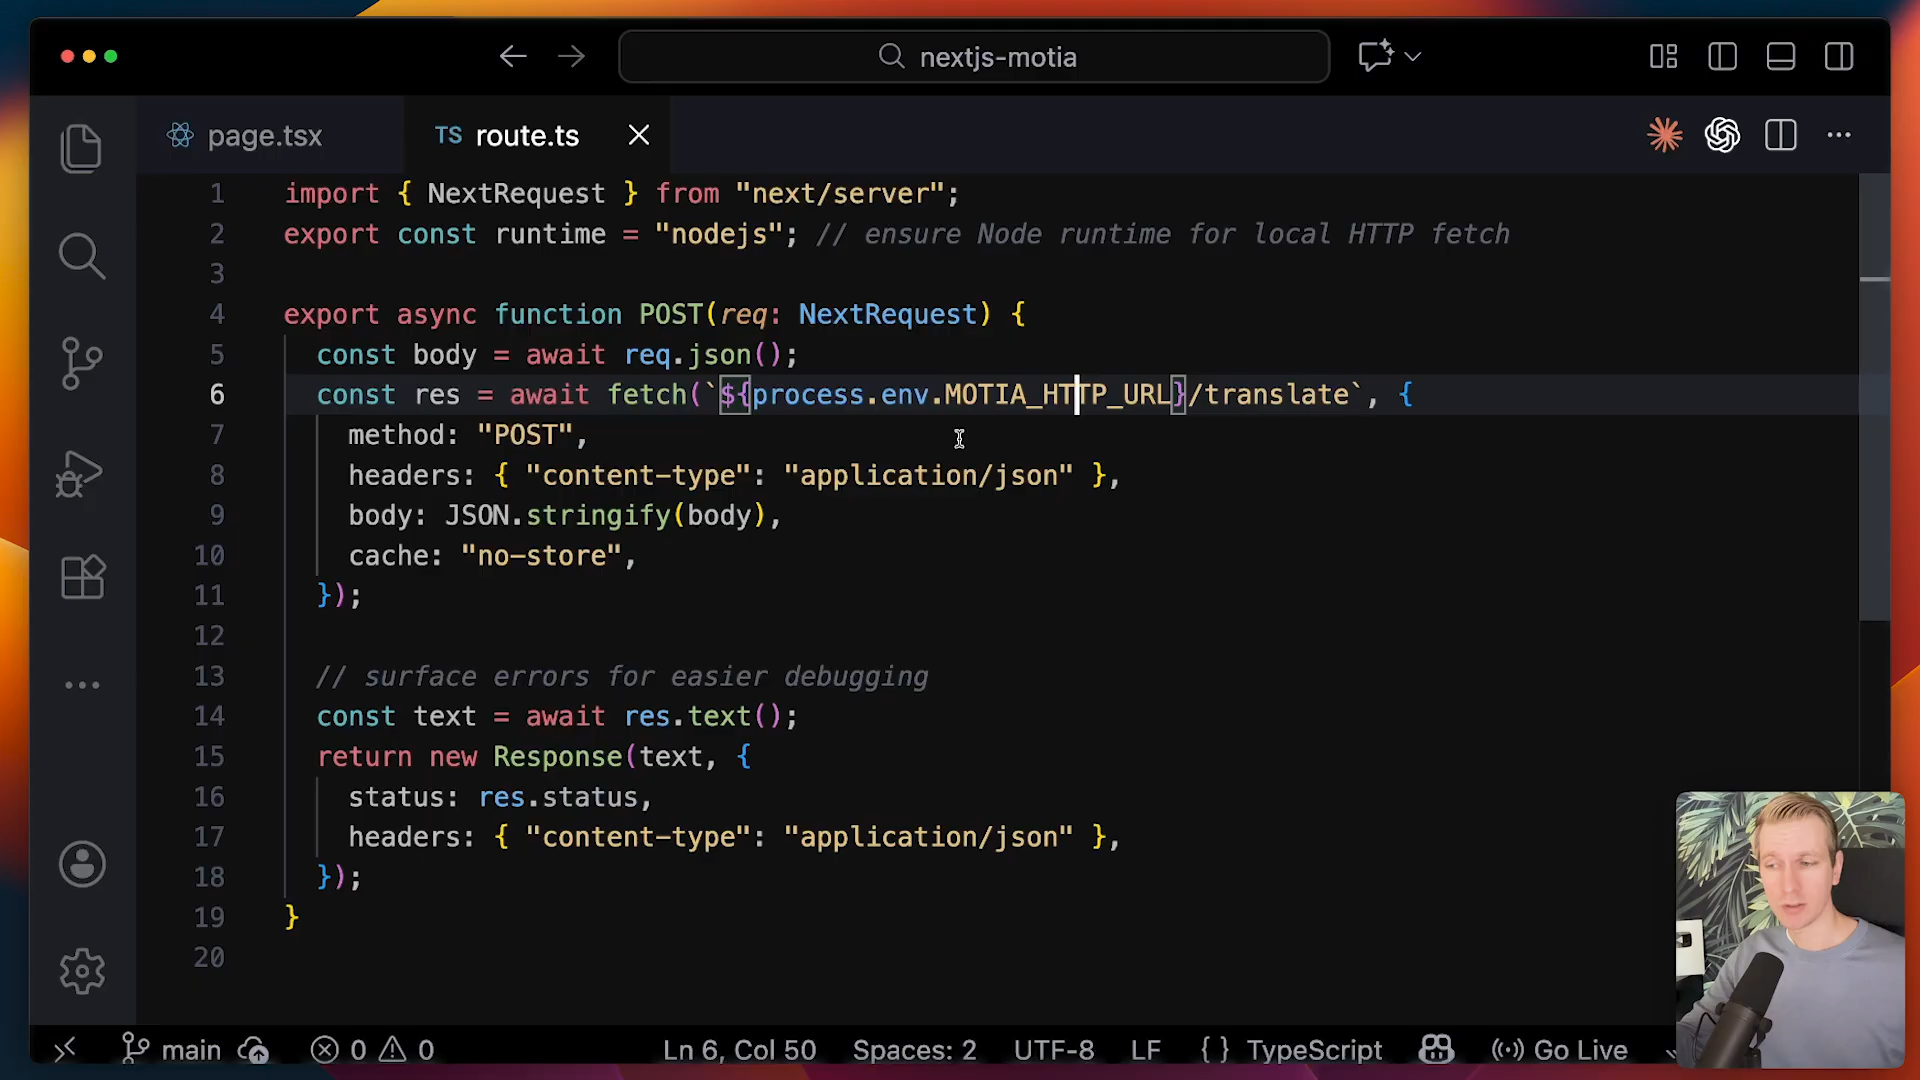 nextjs-motia
page.tsx
TS route.ts
1 import { NextRequest } from "next/server";
2 export const runtime = "nodejs"; // ensure Node runtime for local HTTP fetch
3
4 export async function POST(req: NextRequest) {
5 const body = await req.json();
6 const res = await fetch(`${process.env.MOTIA_HTTP_URL}/translate`, {
7 method: "POST",
8 headers: { "content-type": "application/json" },
9 body: JSON.stringify(body),
10 cache: "no-store",
11 });
12
13 // surface errors for easier debugging
14 const text = await res.text();
15 return new Response(text, {
16 status: res.status,
17 headers: { "content-type": "application/json" },
18 });
19 }
20
main 0 0 Ln 6, Col 50 Spaces: 2 UTF-8 LF { } TypeScript Go Live